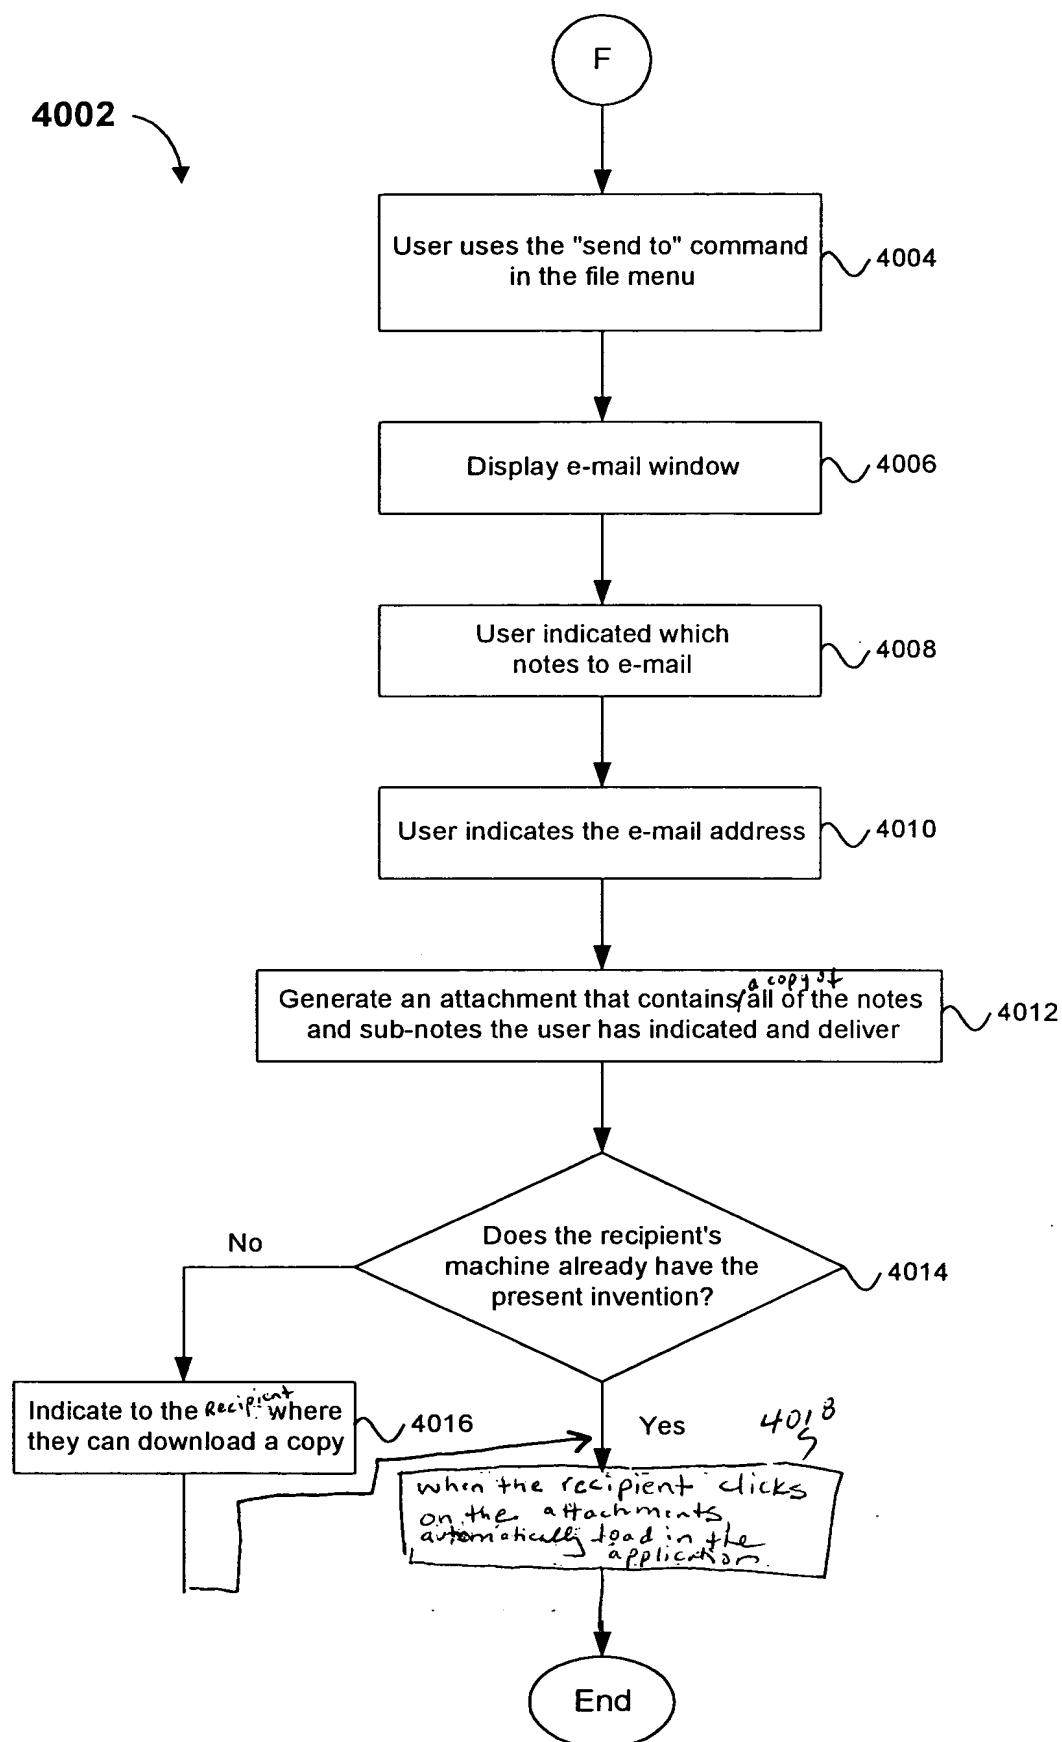 F
4002
User uses the "send to" command
in the file menu
4004
Display e-mail window
4006
User indicated which
notes to e-mail
4008
User indicates the e-mail address
4010
a copy of
Generate an attachment that contains all of the notes
and sub-notes the user has indicated and deliver
4012
Does the recipient's
machine already have the
present invention?
4014
No
Indicate to the Recipient where
they can download a copy
4016
Yes
4018
when the recipient clicks
on the attachments
automatically load in the
application
End